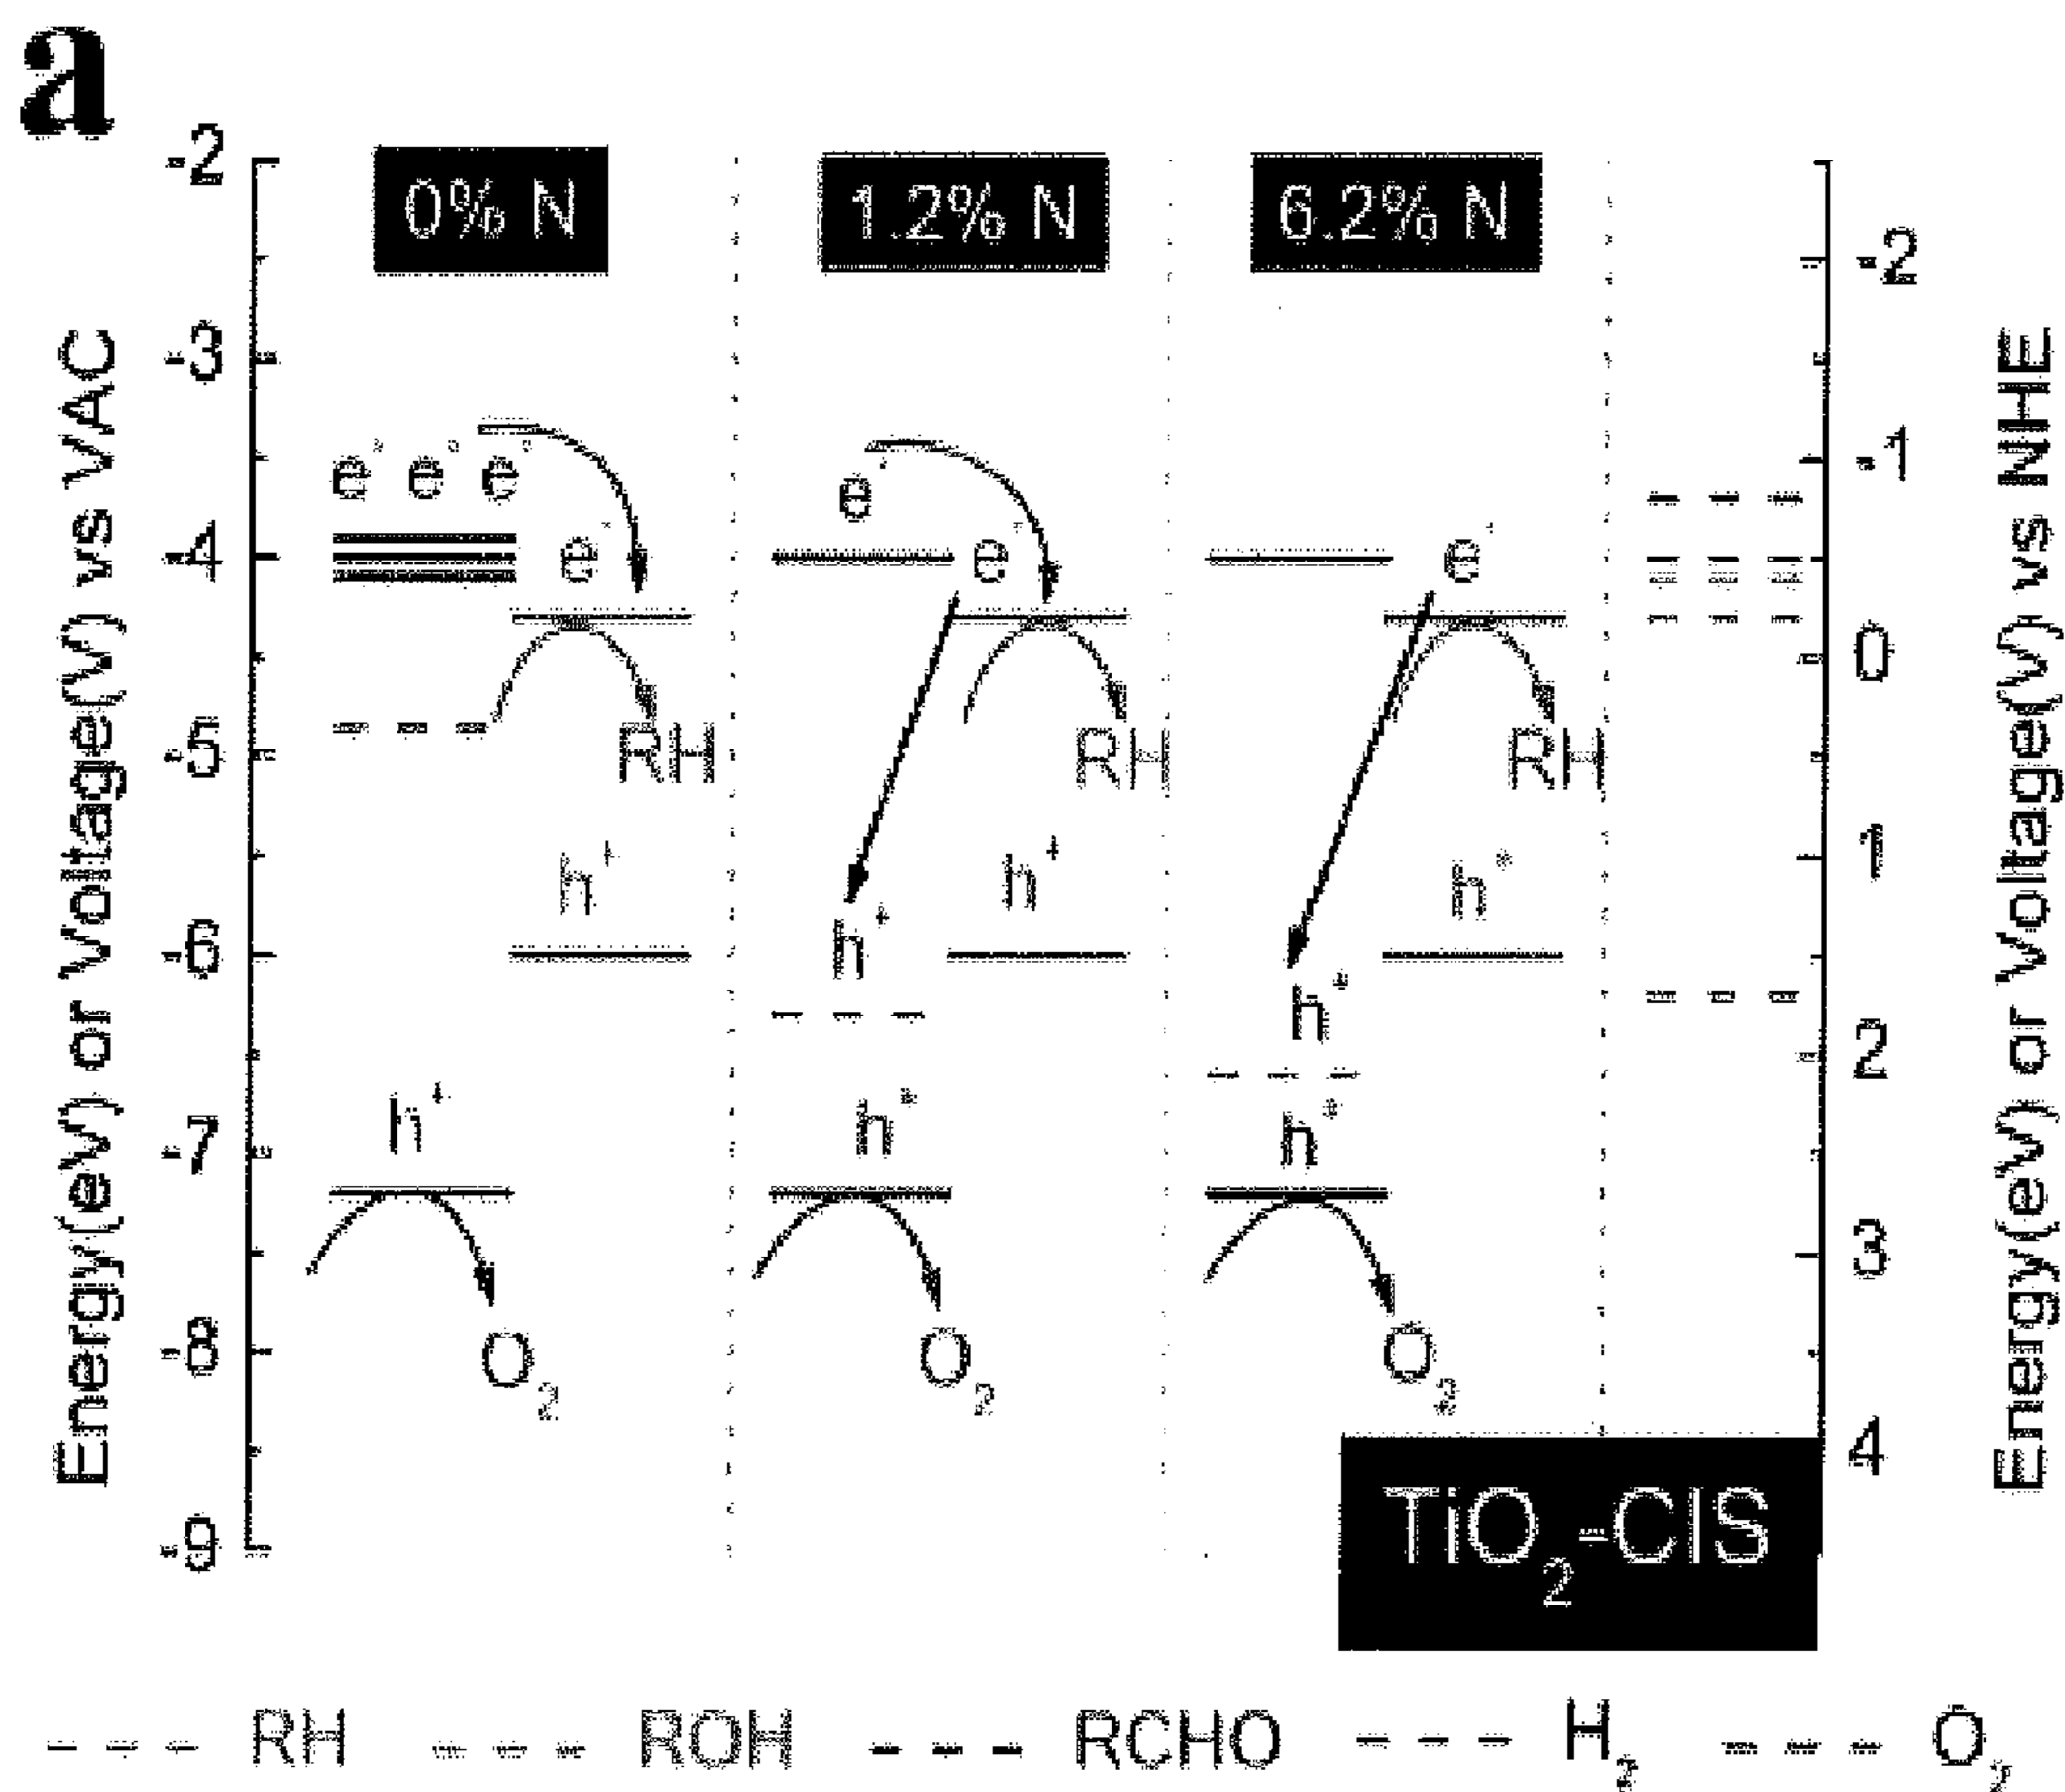 a
-2
-3
-4
-5
-6
-7
-8
-9
Energy(eV) or Voltage(V) vs VAC
0% N
1.2% N
6.2% N
e- e- e-
e-
RH
h+
h+
O2
e-
e-
RH
h+
h+
h+
O2
e-
RH
h+
h+
h+
O2
TiO2-CIS
-2
-1
0
1
2
3
4
Energy(eV) or Voltage(V) vs NHE
RH ROH RCHO H2 O2